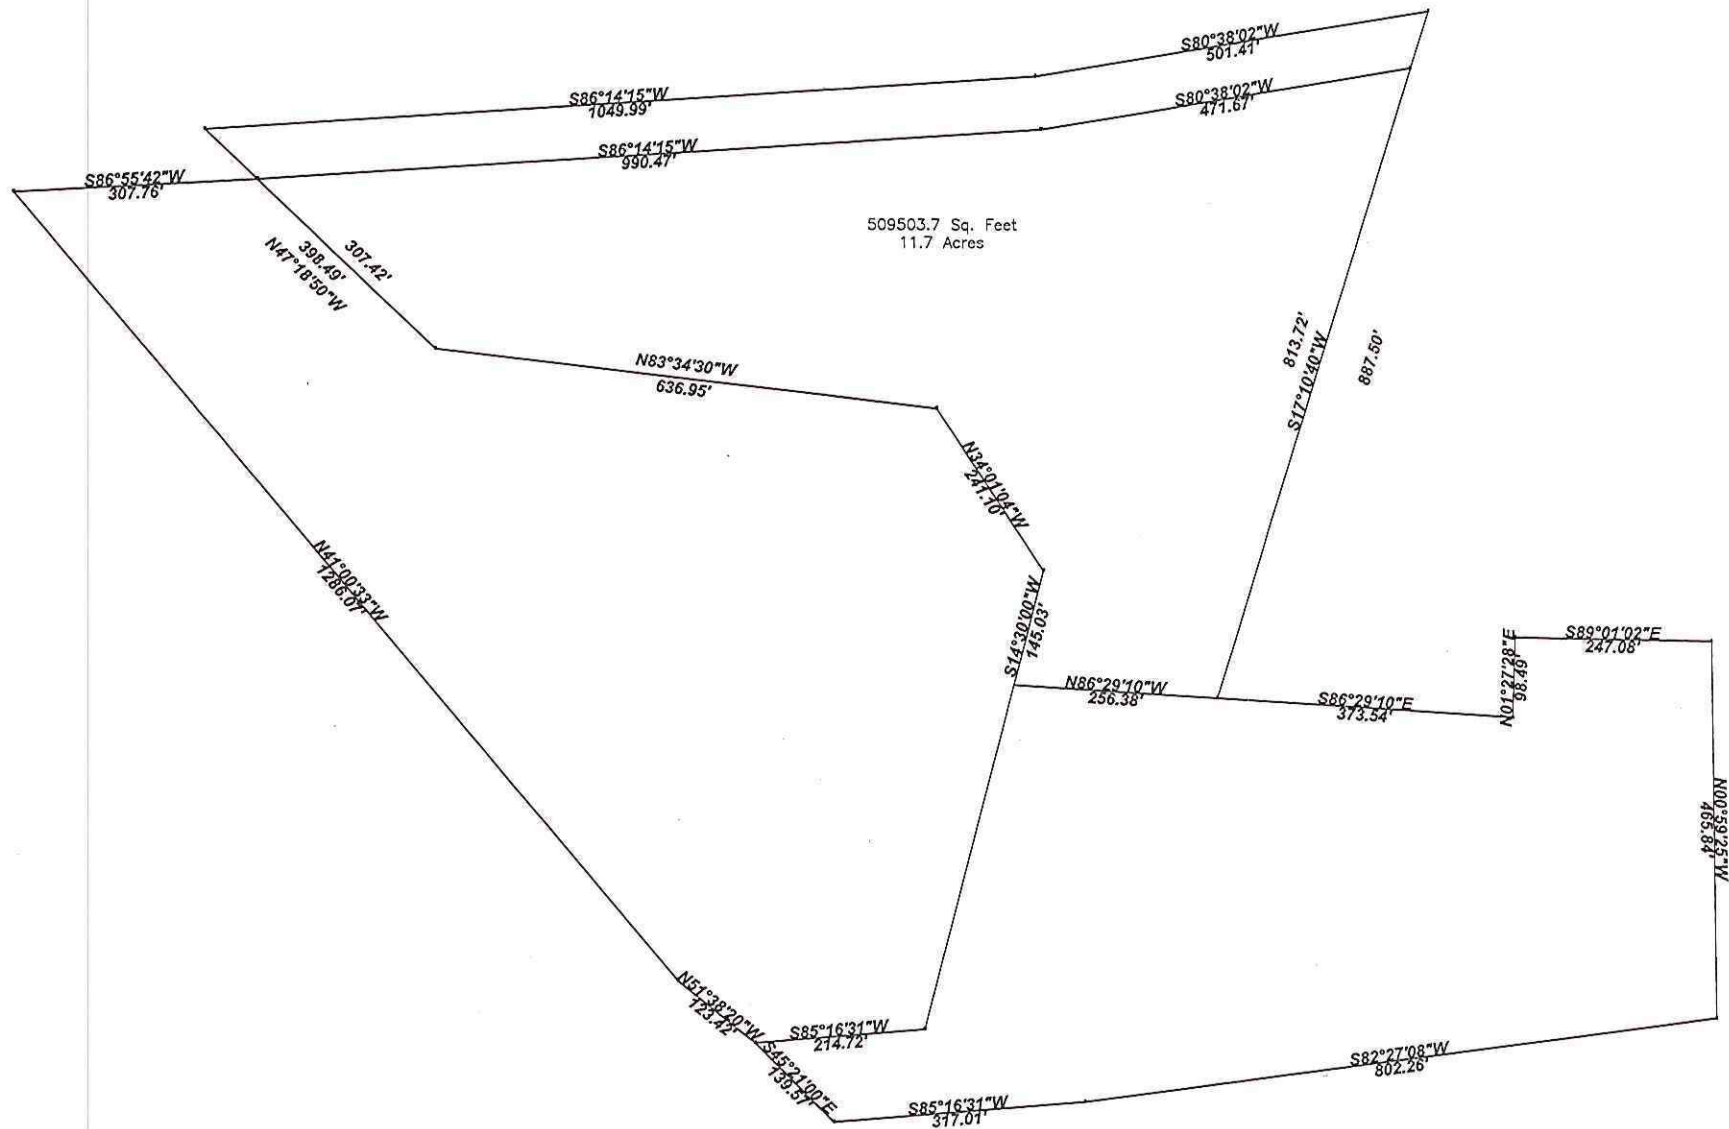 S80°38'02"W
501.41'
S86°14'15"W
1049.99'
S80°38'02"W
471.67'
S86°14'15"W
990.47'
S86°55'42"W
307.76'
509503.7 Sq. Feet
11.7 Acres
307.42'
398.49'
N47°18'50"W
813.72'
S17°10'40"W
887.50'
N83°34'30"W
636.95'
N34°01'04"W
241.10'
N41°00'33"W
1286.07'
S14°30'00"W
145.03'
N86°29'10"W
256.38'
S86°29'10"E
373.54'
N01°27'28"E
98.49'
S89°01'02"E
247.08'
N00°59'25"W
465.84'
N51°38'20"W
123.42'
S85°16'31"W
214.72'
S45°21'00"E
139.57'
S85°16'31"W
317.01'
S82°27'08"W
802.26'